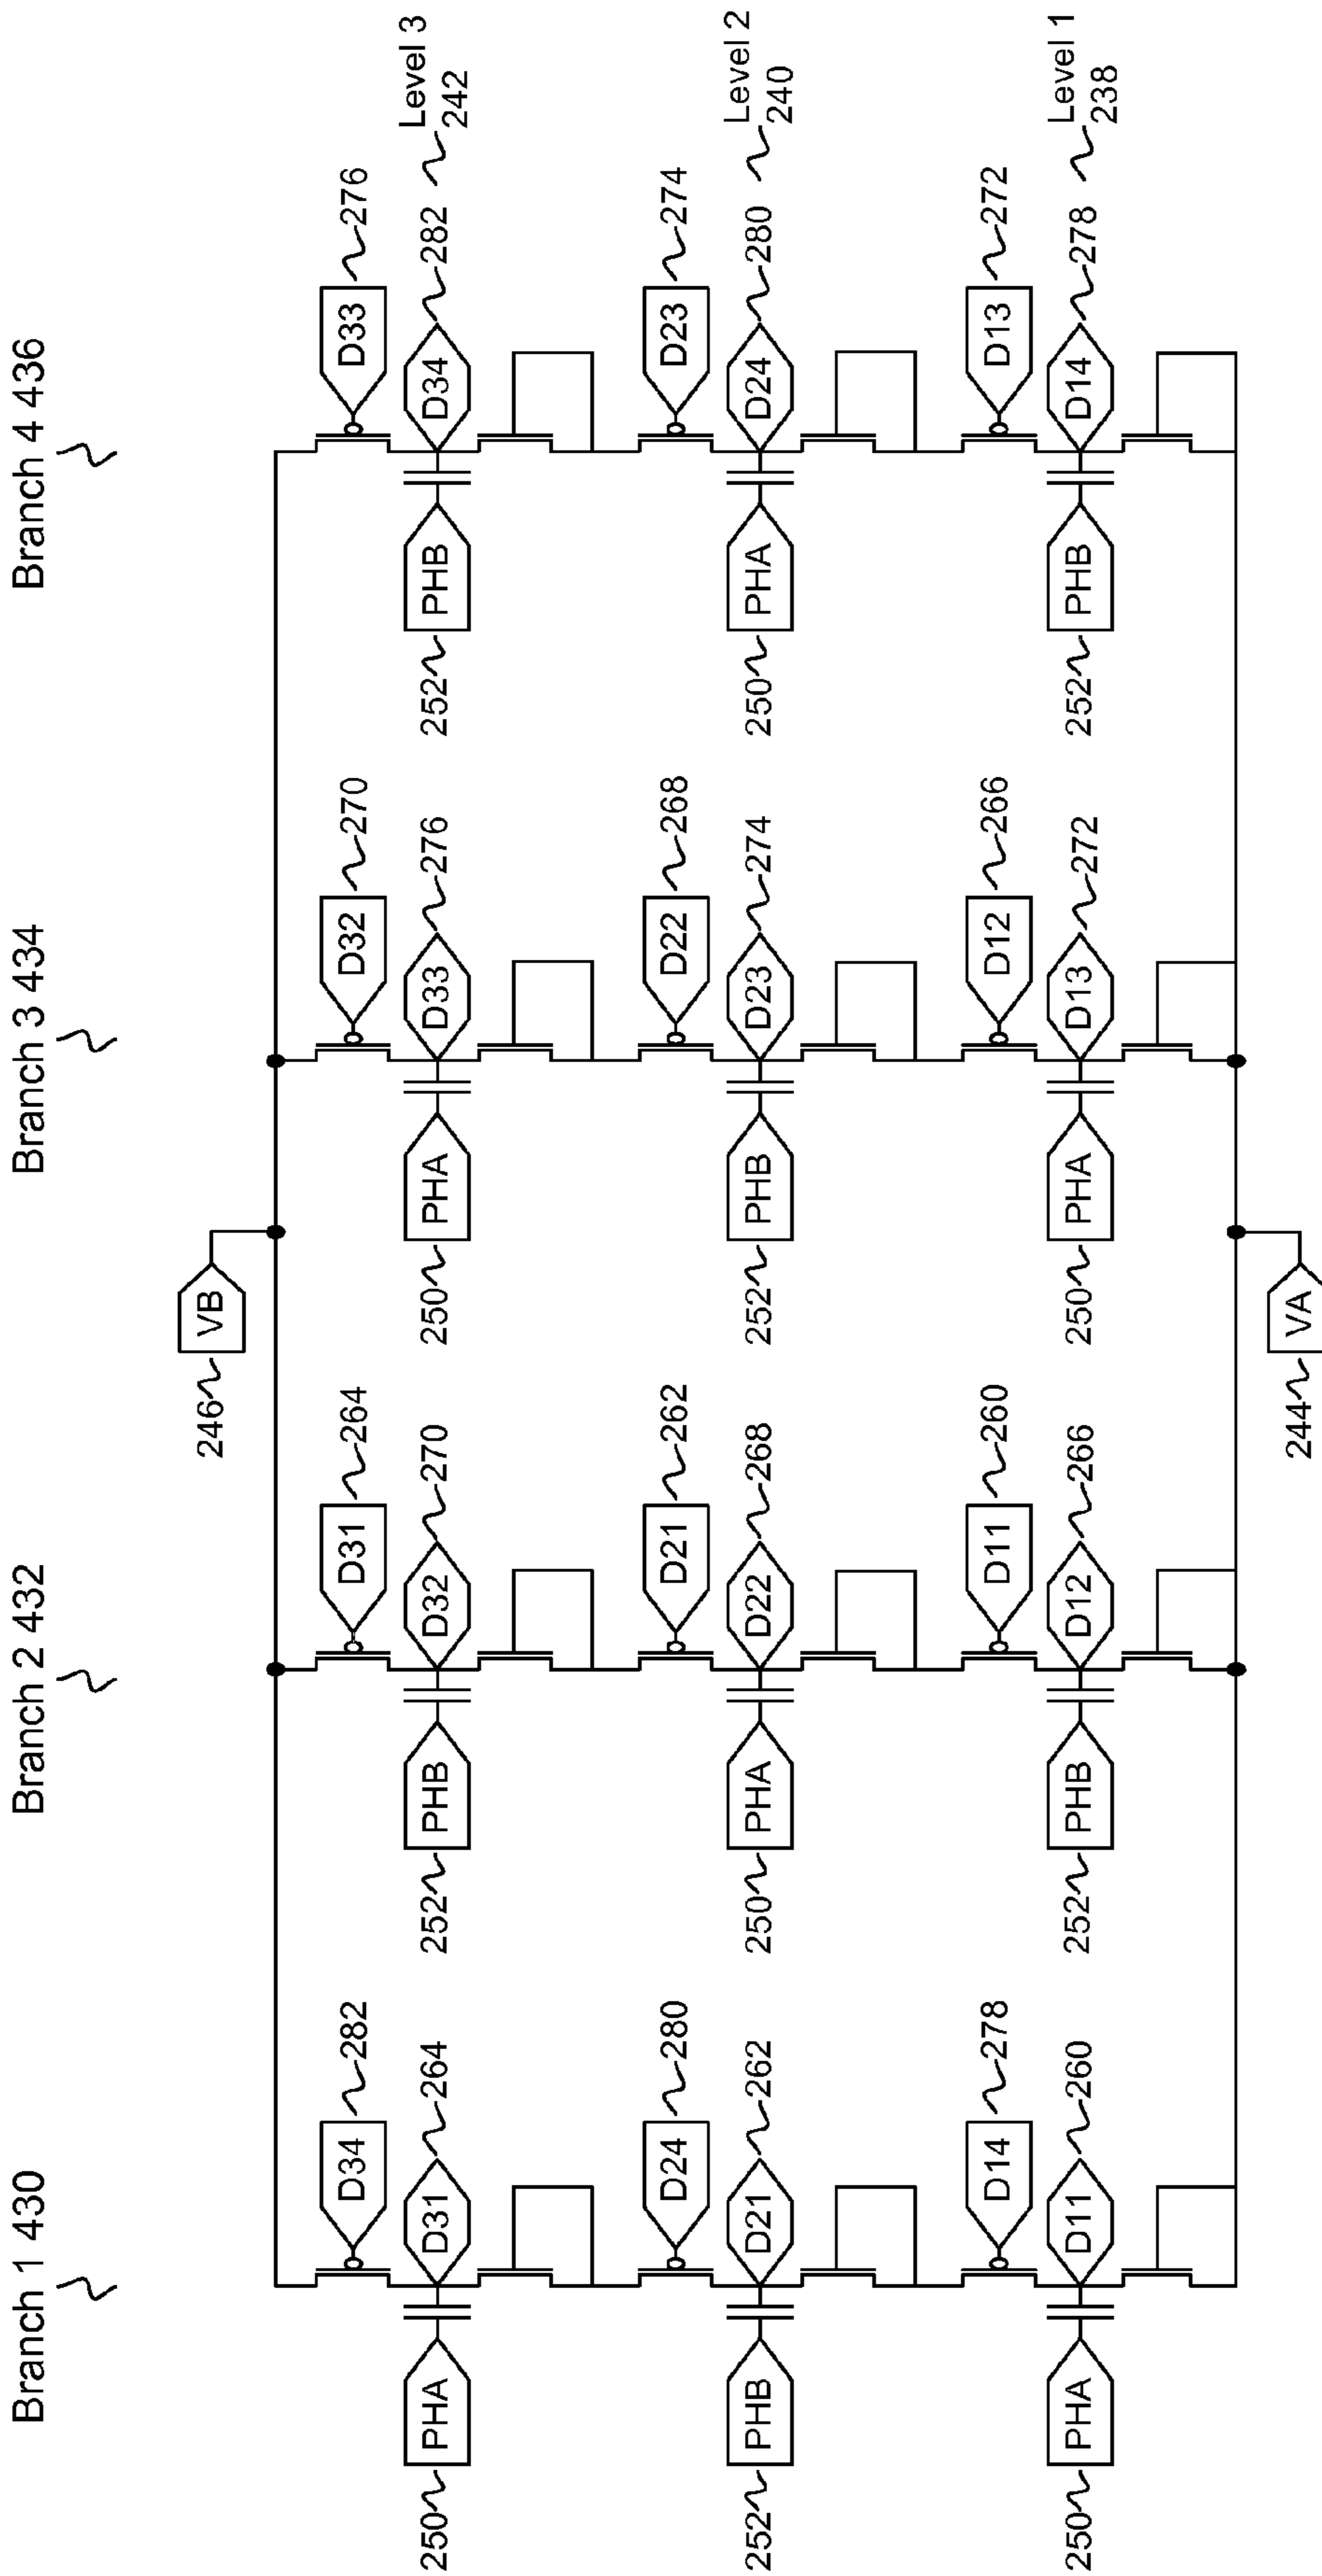 Branch 1 430
Branch 2 432
Branch 3 434
Branch 4 436
246 VB
D34 282
D31 264
D32 270
D33 276
PHA D31 264
250
PHB D32 270
252
PHA D33 276
250
PHB D34 282
252
Level 3
242
D24 280
D21 262
D22 268
D23 274
PHB D21 262
252
PHA D22 268
250
PHB D23 274
252
PHA D24 280
250
Level 2
240
D14 278
D11 260
D12 266
D13 272
PHA D11 260
250
PHB D12 266
252
PHA D13 272
250
PHB D14 278
252
Level 1
238
244 VA